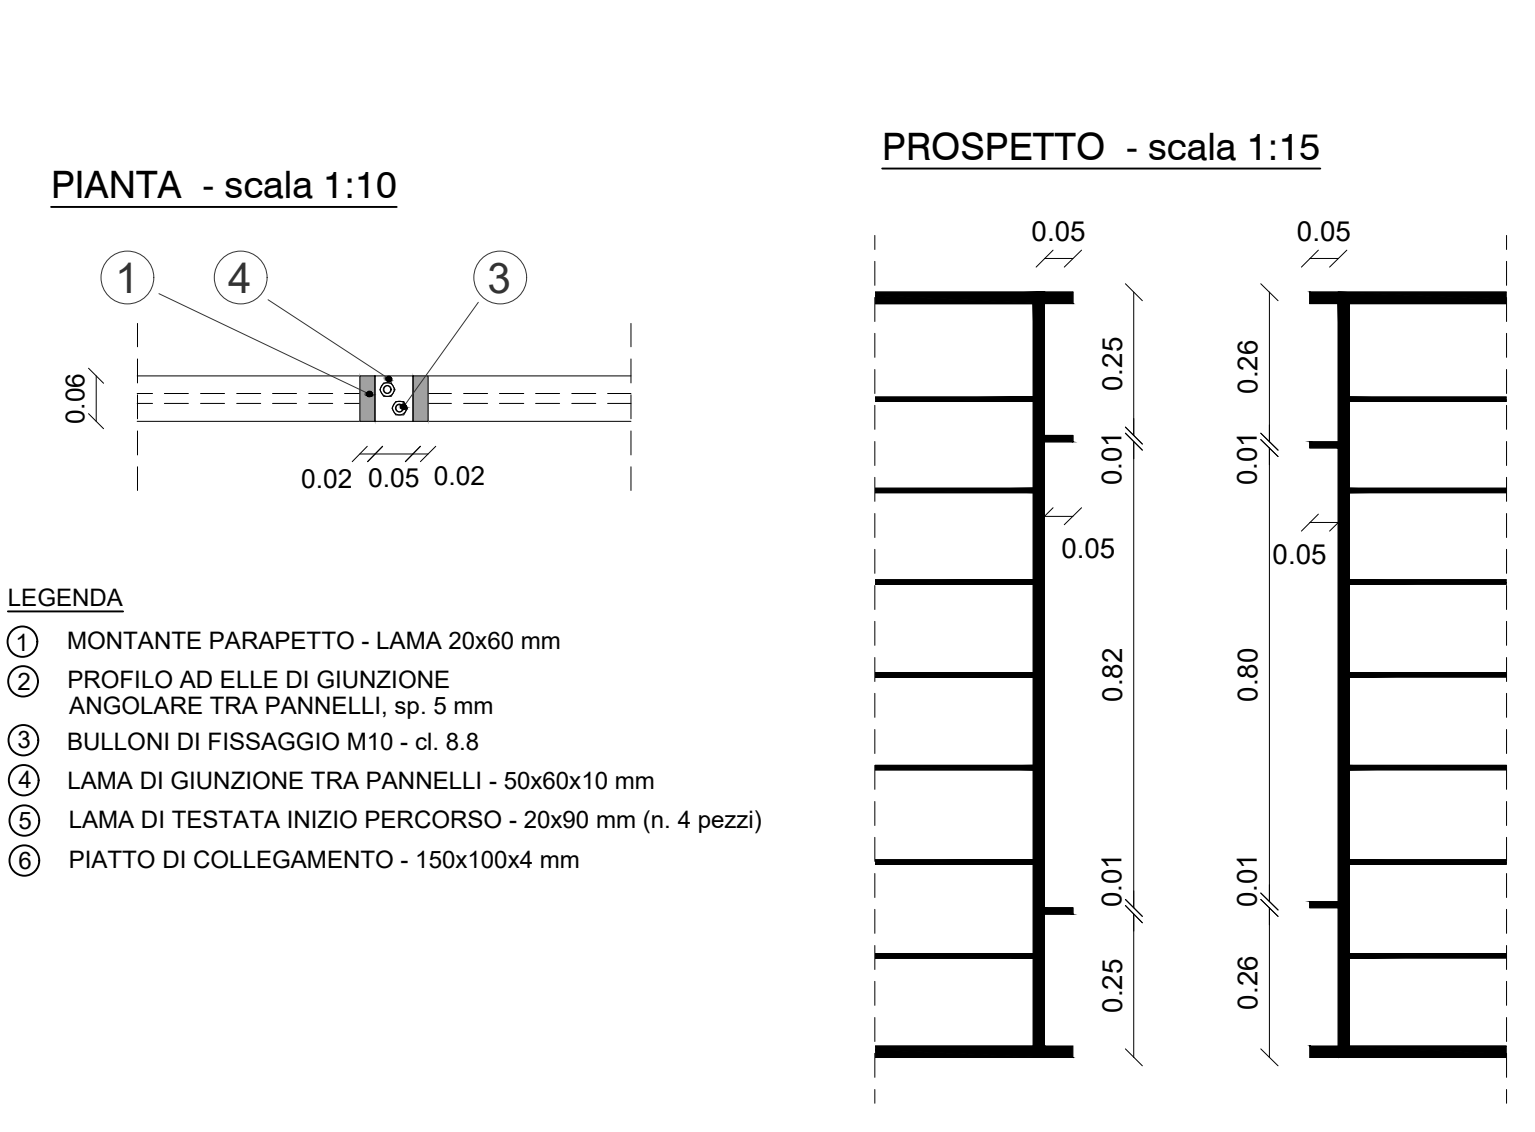 PIANTA - scala 1:10
1
4
3
0.06
0.02 0.05 0.02
LEGENDA
1 MONTANTE PARAPETTO - LAMA 20x60 mm
2 PROFILO AD ELLE DI GIUNZIONE
ANGOLARE TRA PANNELLI, sp. 5 mm
3 BULLONI DI FISSAGGIO M10 - cl. 8.8
4 LAMA DI GIUNZIONE TRA PANNELLI - 50x60x10 mm
5 LAMA DI TESTATA INIZIO PERCORSO - 20x90 mm (n. 4 pezzi)
6 PIATTO DI COLLEGAMENTO - 150x100x4 mm
PROSPETTO - scala 1:15
0.05
0.05
0.25
0.26
0.01
0.01
0.05
0.05
0.82
0.80
0.01
0.01
0.25
0.26